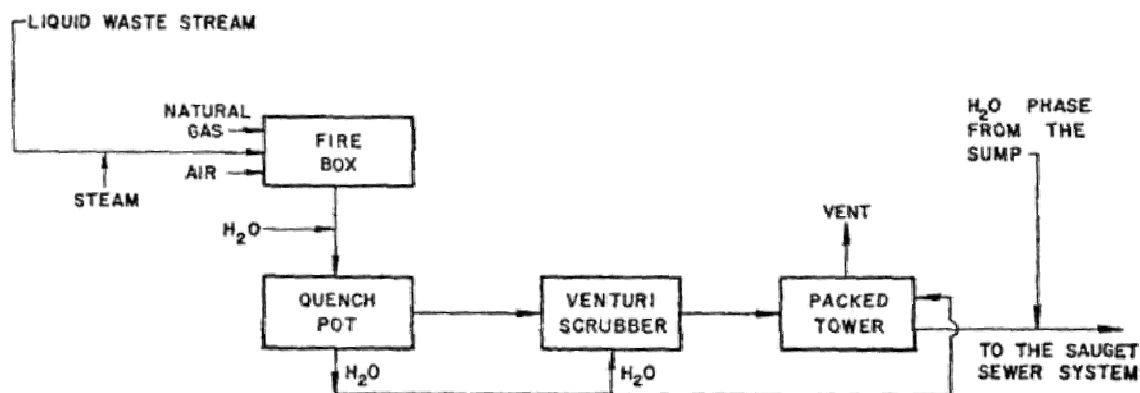 LIQUID WASTE STREAM
NATURAL
GAS
FIRE
BOX
AIR
STEAM
H₂O PHASE
FROM THE
SUMP
H₂O
VENT
QUENCH
POT
VENTURI
SCRUBBER
PACKED
TOWER
TO THE SAUGET
SEWER SYSTEM
H₂O
H₂O